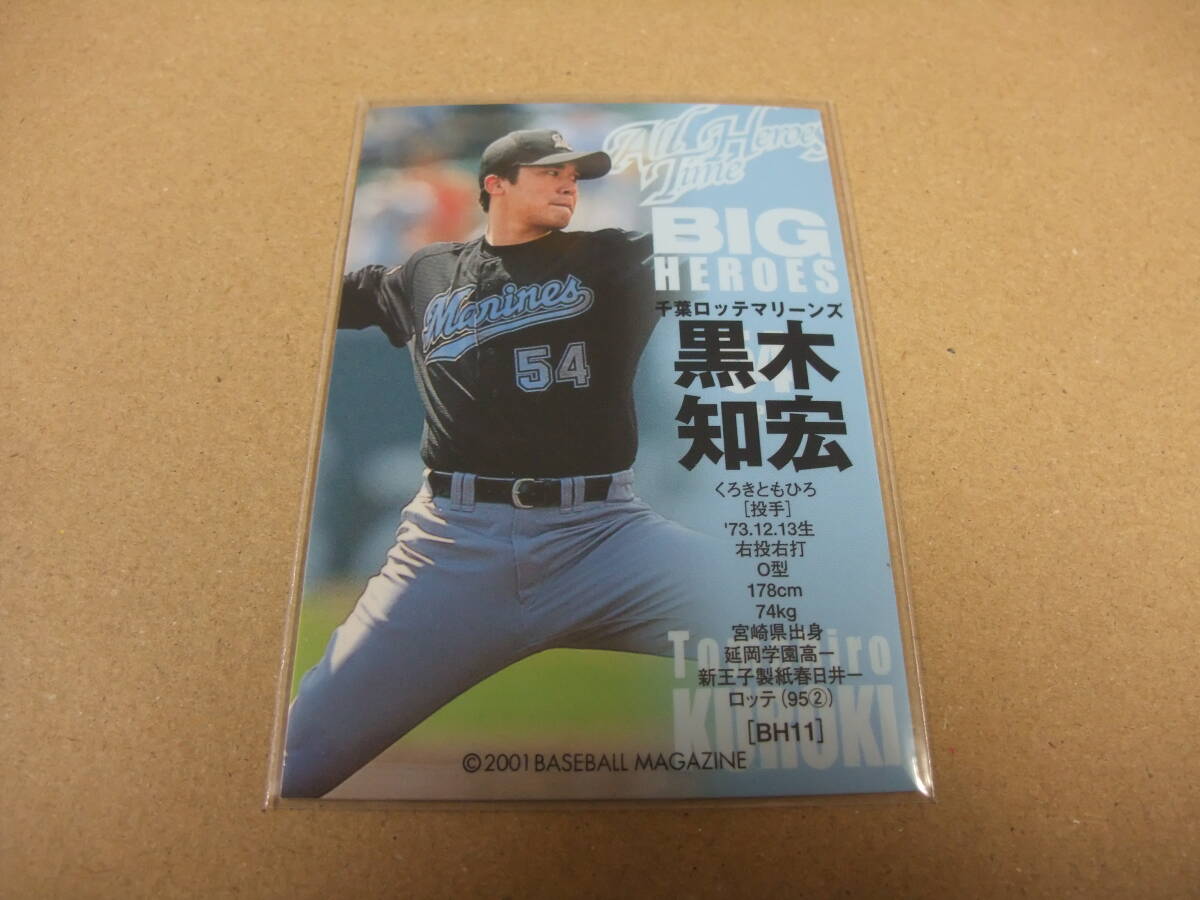 All Time Heroes
BIG
HEROES
千葉ロッテマリーンズ
黒木
知宏
くろきともひろ
[投手]
'73.12.13生
右投右打
O型
178cm
74kg
宮崎県出身
延岡学園高一
新王子製紙春日井一
ロッテ(95②)
[BH11]
KUROKI
©2001 BASEBALL MAGAZINE
Marines
54